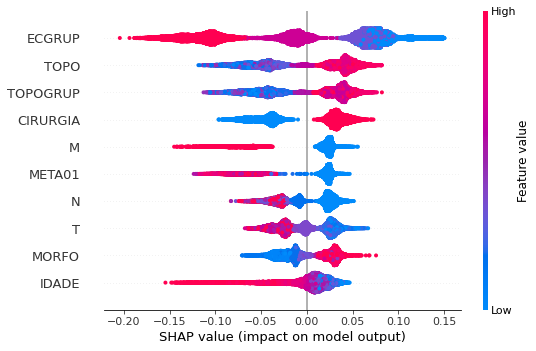 High
ECGRUP
TOPO
TOPOGRUP
CIRURGIA
M
META01
N
T
MORFO
IDADE
Feature value
Low
−0.20 −0.15 −0.10 −0.05 0.00 0.05 0.10 0.15
SHAP value (impact on model output)